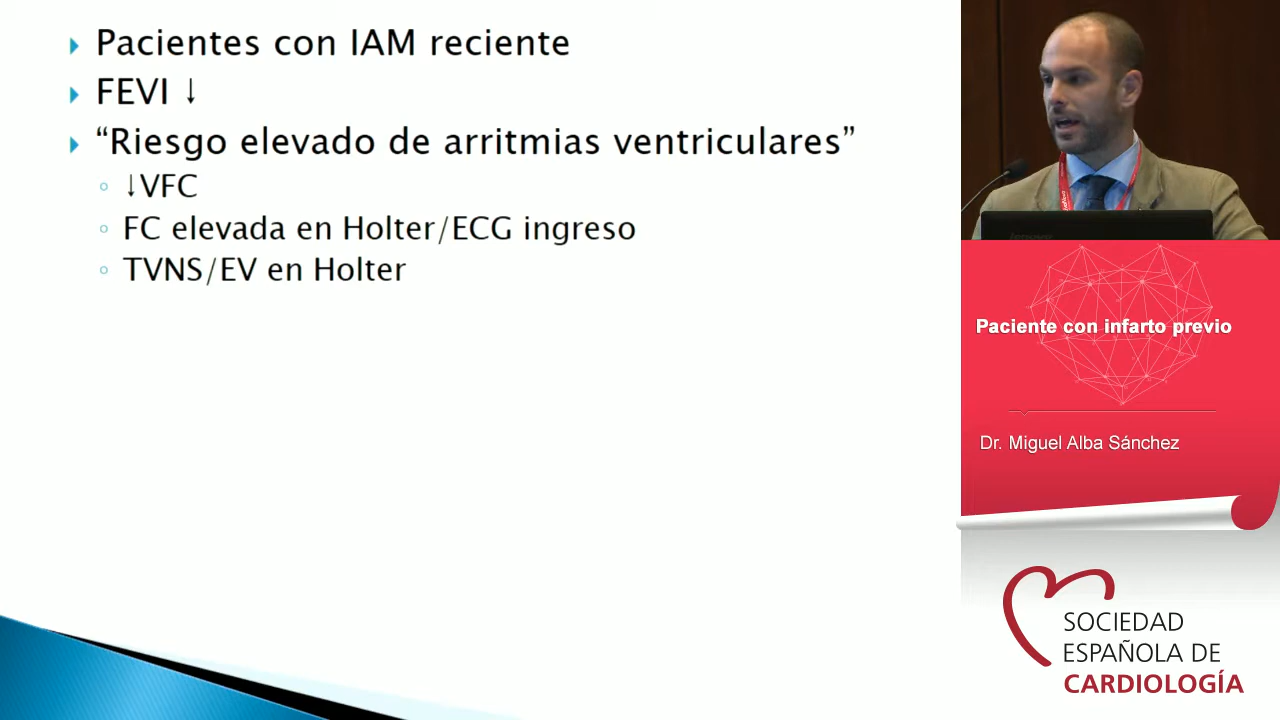 Pacientes con IAM reciente
FEVI ↓
“Riesgo elevado de arritmias ventriculares”
↓VFC
FC elevada en Holter/ECG ingreso
TVNS/EV en Holter
Paciente con infarto previo
Dr. Miguel Alba Sánchez
SOCIEDAD
ESPAÑOLA DE
CARDIOLOGÍA